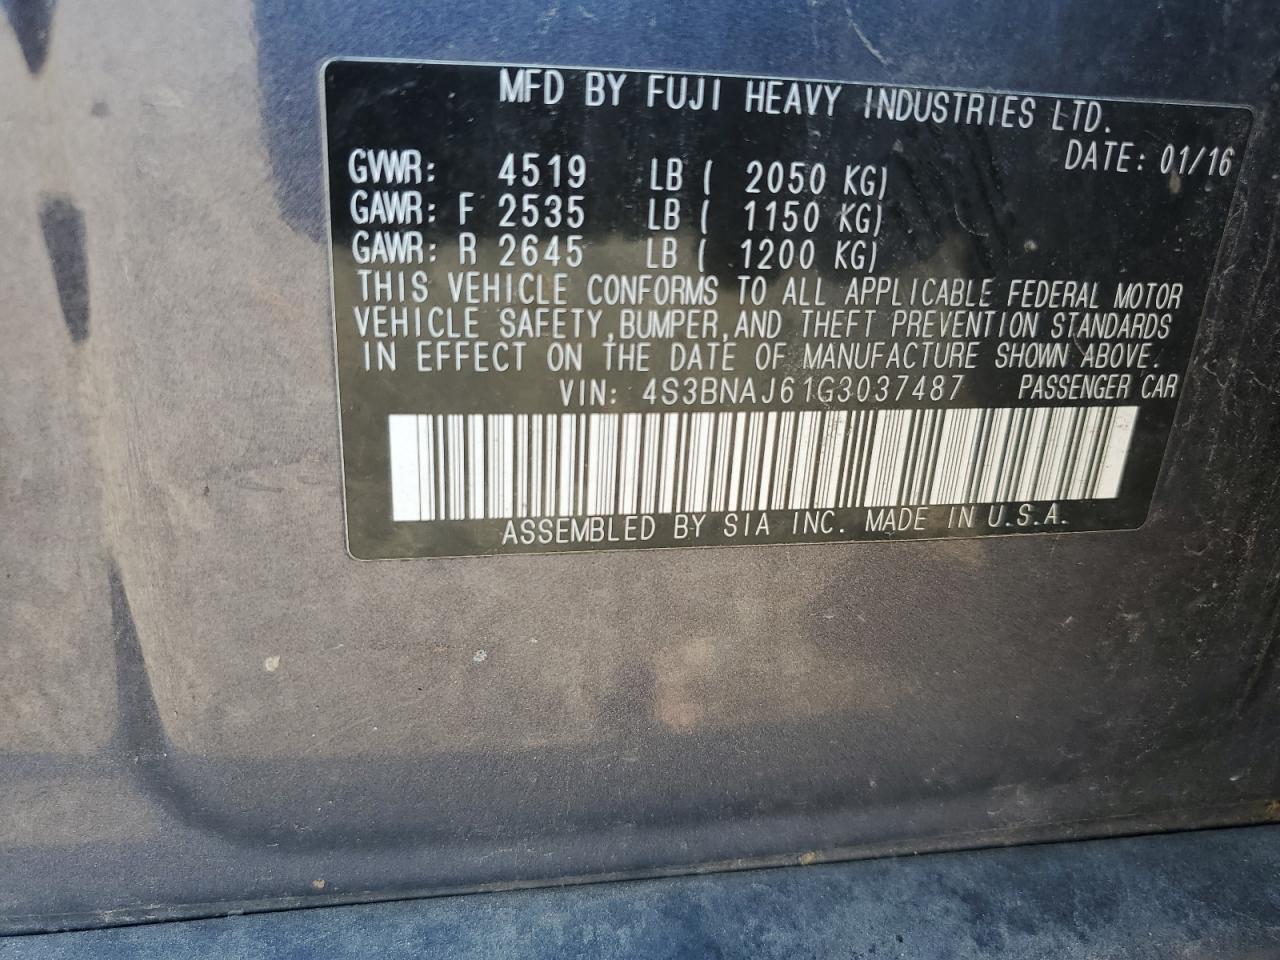 MFD BY FUJI HEAVY INDUSTRIES LTD.
DATE: 01/16
GVWR: 4519 LB ( 2050 KG)
GAWR: F 2535 LB ( 1150 KG)
GAWR: R 2645 LB ( 1200 KG)
THIS VEHICLE CONFORMS TO ALL APPLICABLE FEDERAL MOTOR
VEHICLE SAFETY, BUMPER, AND THEFT PREVENTION STANDARDS
IN EFFECT ON THE DATE OF MANUFACTURE SHOWN ABOVE.
VIN: 4S3BNAJ61G3037487 PASSENGER CAR
ASSEMBLED BY SIA INC. MADE IN U.S.A.